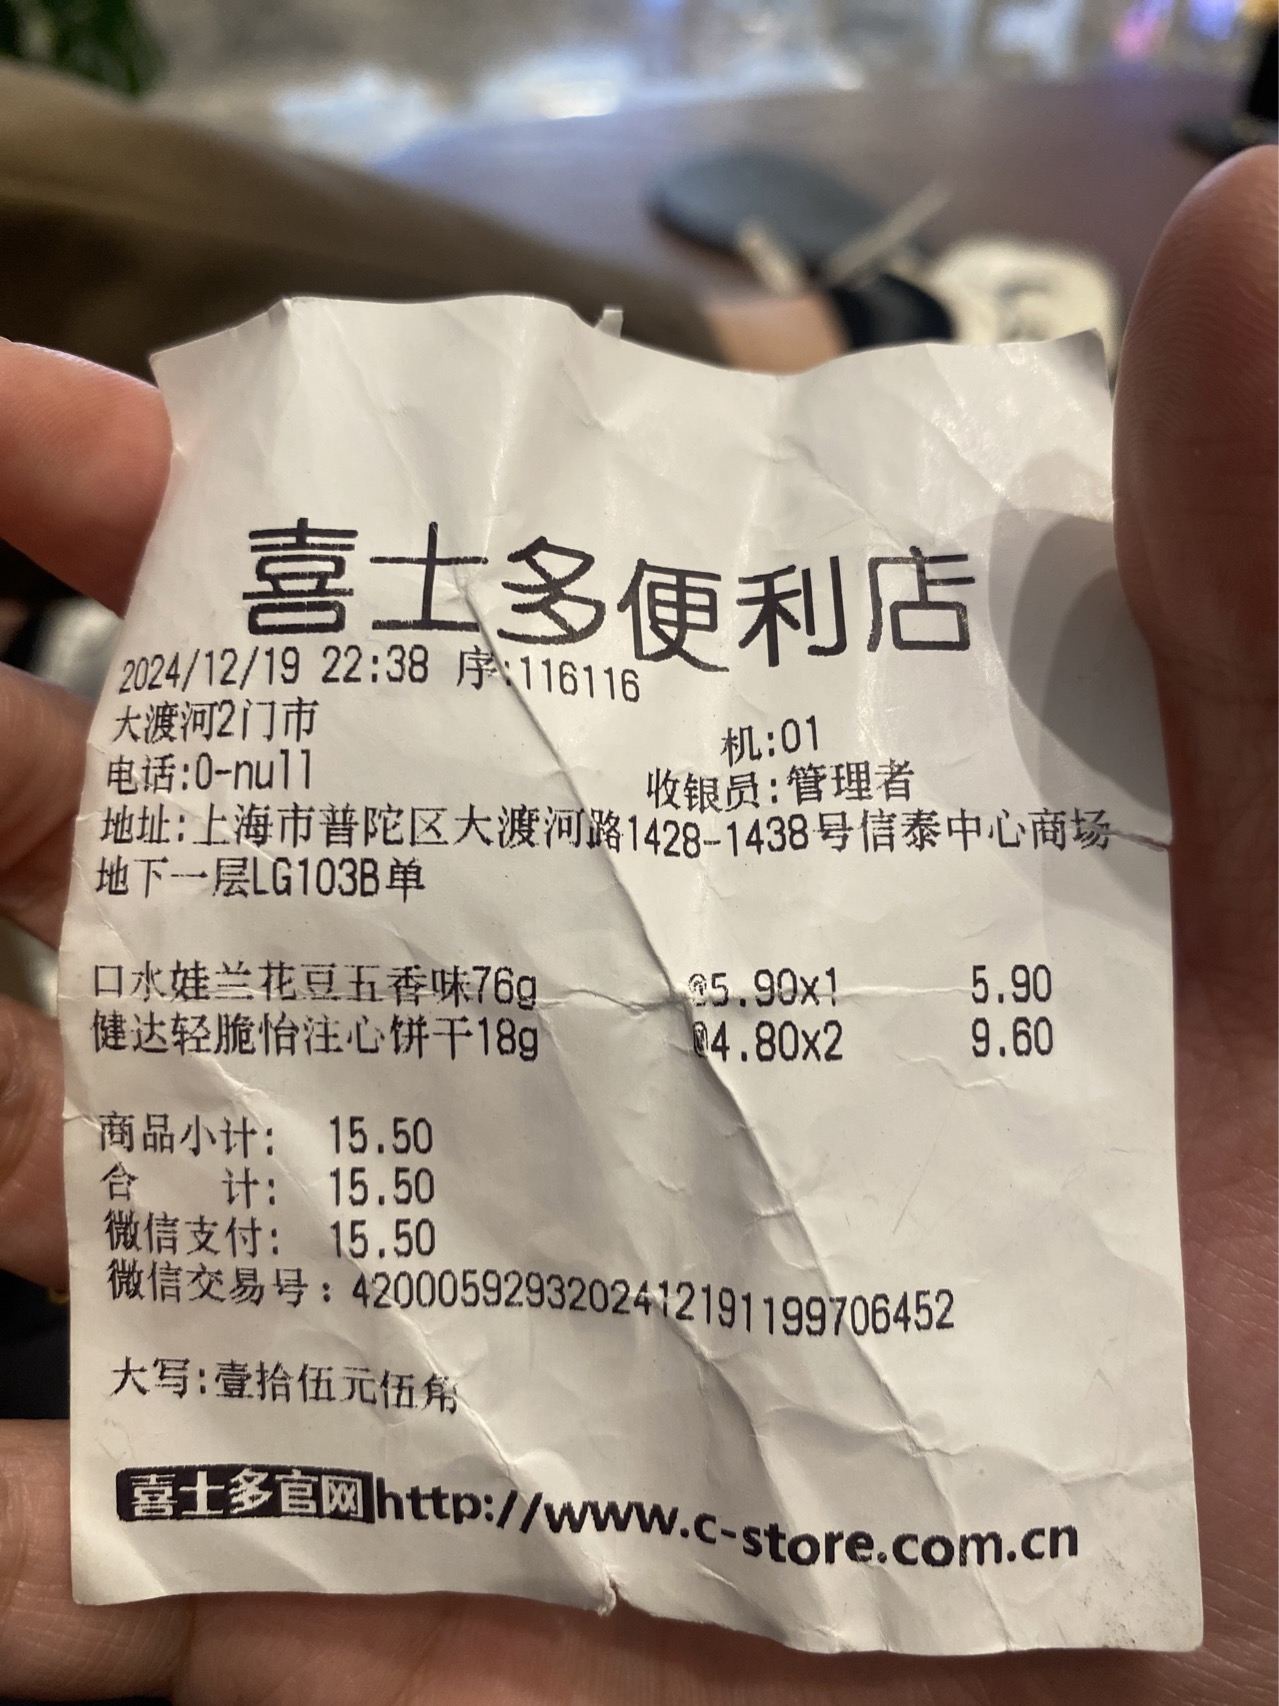 喜士多便利店
2024/12/19 22:38 序:116116
大渡河2门市 机:01
电话:0-null 收银员:管理者
地址:上海市普陀区大渡河路1428-1438号信泰中心商场
地下一层LG103B单
口水娃兰花豆五香味76g @5.90x1 5.90
健达轻脆怡注心饼干18g @4.80x2 9.60
商品小计: 15.50
合 计: 15.50
微信支付: 15.50
微信交易号:4200059293202412191199706452
大写:壹拾伍元伍角
喜士多官网http://www.c-store.com.cn